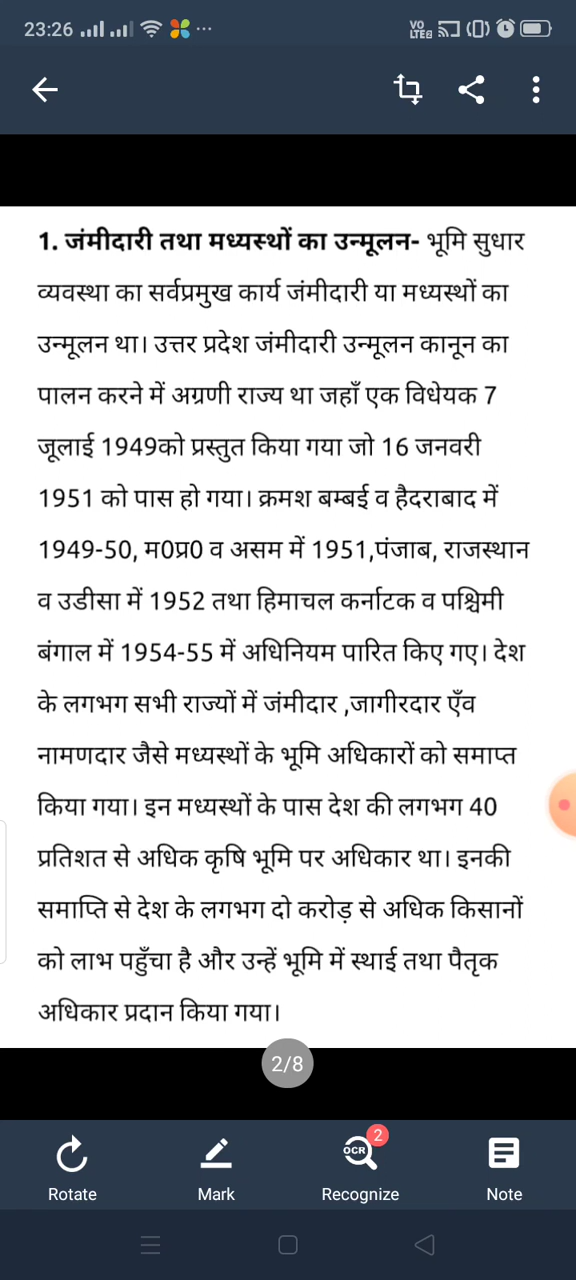 23:26
VO LTE2
1. जंमीदारी तथा मध्यस्थों का उन्मूलन- भूमि सुधार
व्यवस्था का सर्वप्रमुख कार्य जंमीदारी या मध्यस्थों का
उन्मूलन था। उत्तर प्रदेश जंमीदारी उन्मूलन कानून का
पालन करने में अग्रणी राज्य था जहाँ एक विधेयक 7
जूलाई 1949को प्रस्तुत किया गया जो 16 जनवरी
1951 को पास हो गया। क्रमश बम्बई व हैदराबाद में
1949-50, म0प्र0 व असम में 1951,पंजाब, राजस्थान
व उडीसा में 1952 तथा हिमाचल कर्नाटक व पश्चिमी
बंगाल में 1954-55 में अधिनियम पारित किए गए। देश
के लगभग सभी राज्यों में जंमीदार ,जागीरदार एँव
नामणदार जैसे मध्यस्थों के भूमि अधिकारों को समाप्त
किया गया। इन मध्यस्थों के पास देश की लगभग 40
प्रतिशत से अधिक कृषि भूमि पर अधिकार था। इनकी
समाप्ति से देश के लगभग दो करोड़ से अधिक किसानों
को लाभ पहुँचा है और उन्हें भूमि में स्थाई तथा पैतृक
अधिकार प्रदान किया गया।
2/8
OCR 2
Rotate Mark Recognize Note